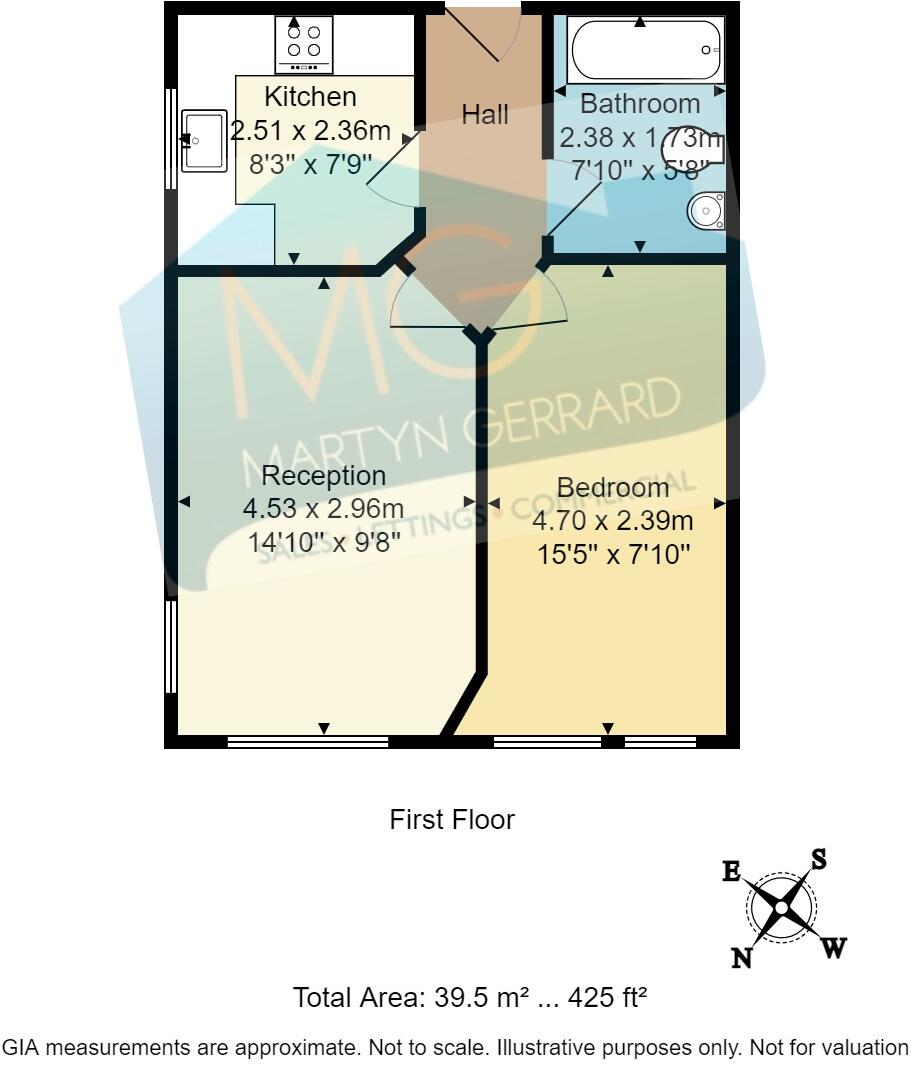 Kitchen
2.51 x 2.36m
8'3" x 7'9"
Hall
Bathroom
2.38 x 1.73m
7'10" x 5'8"
MG
MARTYN GERRARD
SALES • LETTINGS • COMMERCIAL
Reception
4.53 x 2.96m
14'10" x 9'8"
Bedroom
4.70 x 2.39m
15'5" x 7'10"
First Floor
E
S
N
W
Total Area: 39.5 m² ... 425 ft²
GIA measurements are approximate. Not to scale. Illustrative purposes only. Not for valuation